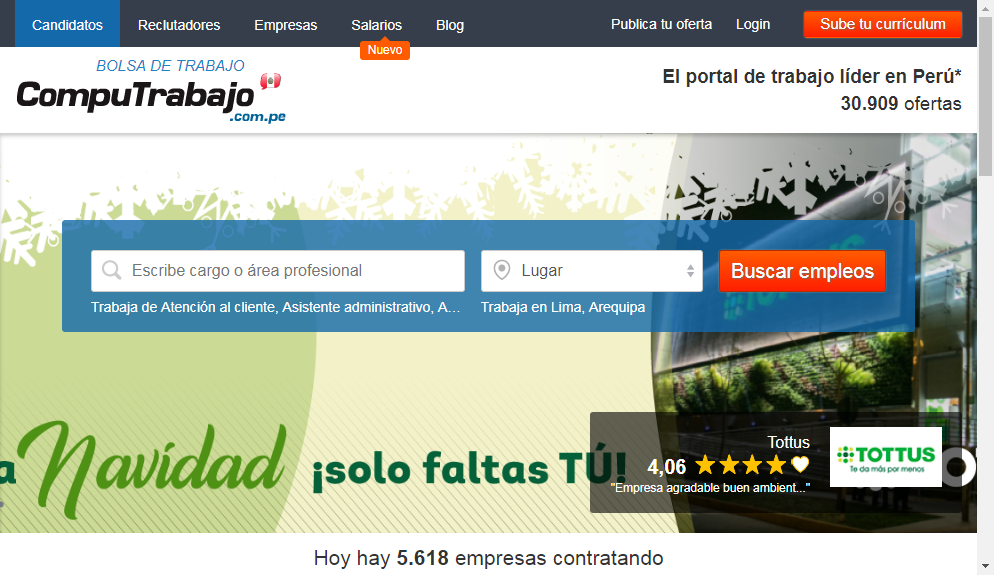 Candidatos Reclutadores Empresas Salarios Blog Publica tu oferta Login Sube tu currículum
Nuevo
BOLSA DE TRABAJO
CompuTrabajo
.com.pe
El portal de trabajo líder en Perú*
30.909 ofertas
Escribe cargo o área profesional
Lugar
Buscar empleos
Trabaja de Atención al cliente, Asistente administrativo, A...
Trabaja en Lima, Arequipa
a Navidad ¡solo faltas TÚ!
Tottus
4,06
"Empresa agradable buen ambient..."
TOTTUS
Te da más por menos
Hoy hay 5.618 empresas contratando